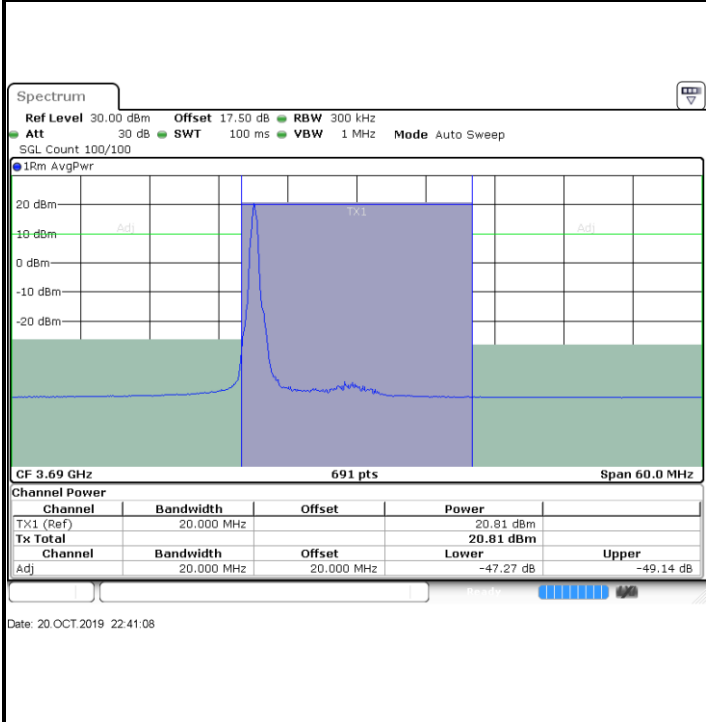 Spectrum
Ref Level 30.00 dBm Offset 17.50 dB RBW 300 kHz
Att 30 dB SWT 100 ms VBW 1 MHz Mode Auto Sweep
SGL Count 100/100
1Rm AvgPwr
20 dBm
TX1
Adj
Adj
10 dBm
0 dBm
-10 dBm
-20 dBm
CF 3.69 GHz 691 pts Span 60.0 MHz
Channel Power
Channel Bandwidth Offset Power
TX1 (Ref) 20.000 MHz 20.81 dBm
Tx Total 20.81 dBm
Channel Bandwidth Offset Lower Upper
Adj 20.000 MHz 20.000 MHz -47.27 dB -49.14 dB
Ready
Date: 20.OCT.2019 22:41:08